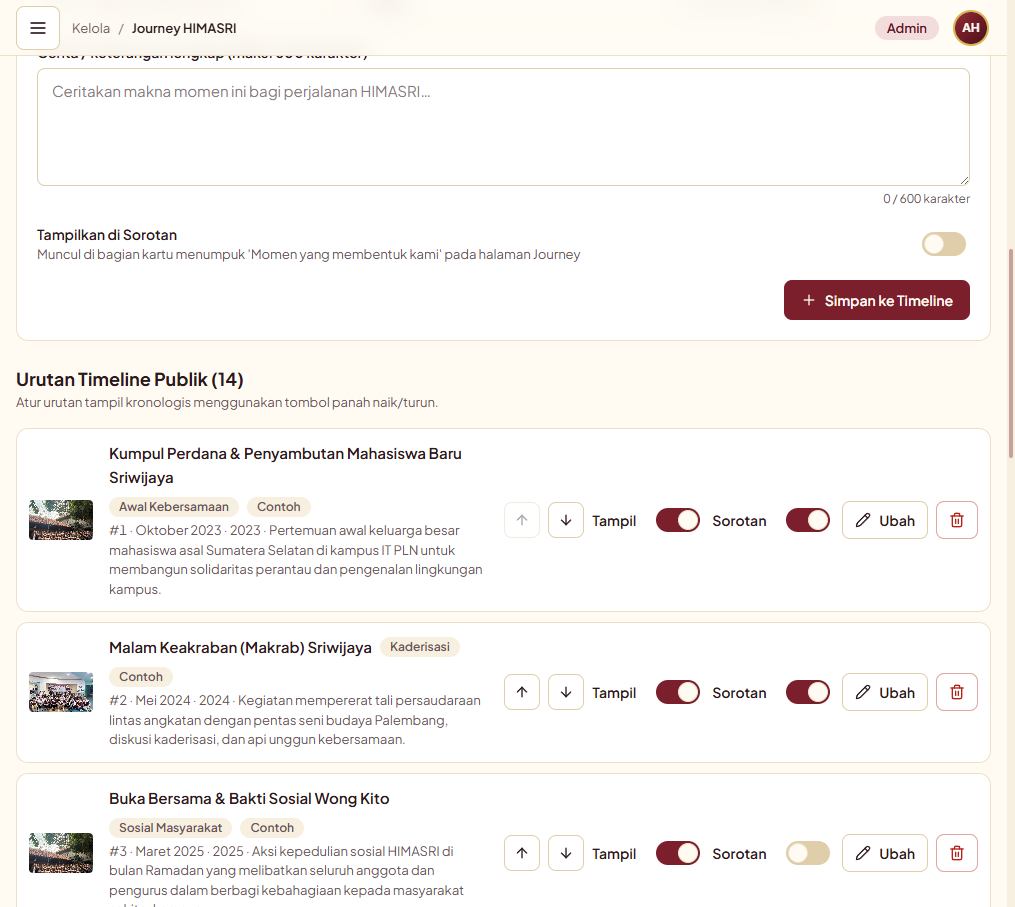 Kelola / Journey HIMASRI
Admin
AH
Ceritakan makna momen ini bagi perjalanan HIMASRI...
0 / 600 karakter
Tampilkan di Sorotan
Muncul di bagian kartu menumpuk 'Momen yang membentuk kami' pada halaman Journey
+ Simpan ke Timeline
Urutan Timeline Publik (14)
Atur urutan tampil kronologis menggunakan tombol panah naik/turun.
Kumpul Perdana & Penyambutan Mahasiswa Baru
Sriwijaya
Awal Kebersamaan Contoh
#1 · Oktober 2023 · 2023 · Pertemuan awal keluarga besar
mahasiswa asal Sumatera Selatan di kampus IT PLN untuk
membangun solidaritas perantau dan pengenalan lingkungan
kampus.
Tampil Sorotan Ubah
Malam Keakraban (Makrab) Sriwijaya Kaderisasi
Contoh
#2 · Mei 2024 · 2024 · Kegiatan mempererat tali persaudaraan
lintas angkatan dengan pentas seni budaya Palembang,
diskusi kaderisasi, dan api unggun kebersamaan.
Tampil Sorotan Ubah
Buka Bersama & Bakti Sosial Wong Kito
Sosial Masyarakat Contoh
#3 · Maret 2025 · 2025 · Aksi kepedulian sosial HIMASRI di
bulan Ramadan yang melibatkan seluruh anggota dan
pengurus dalam berbagi kebahagiaan kepada masyarakat
Tampil Sorotan Ubah